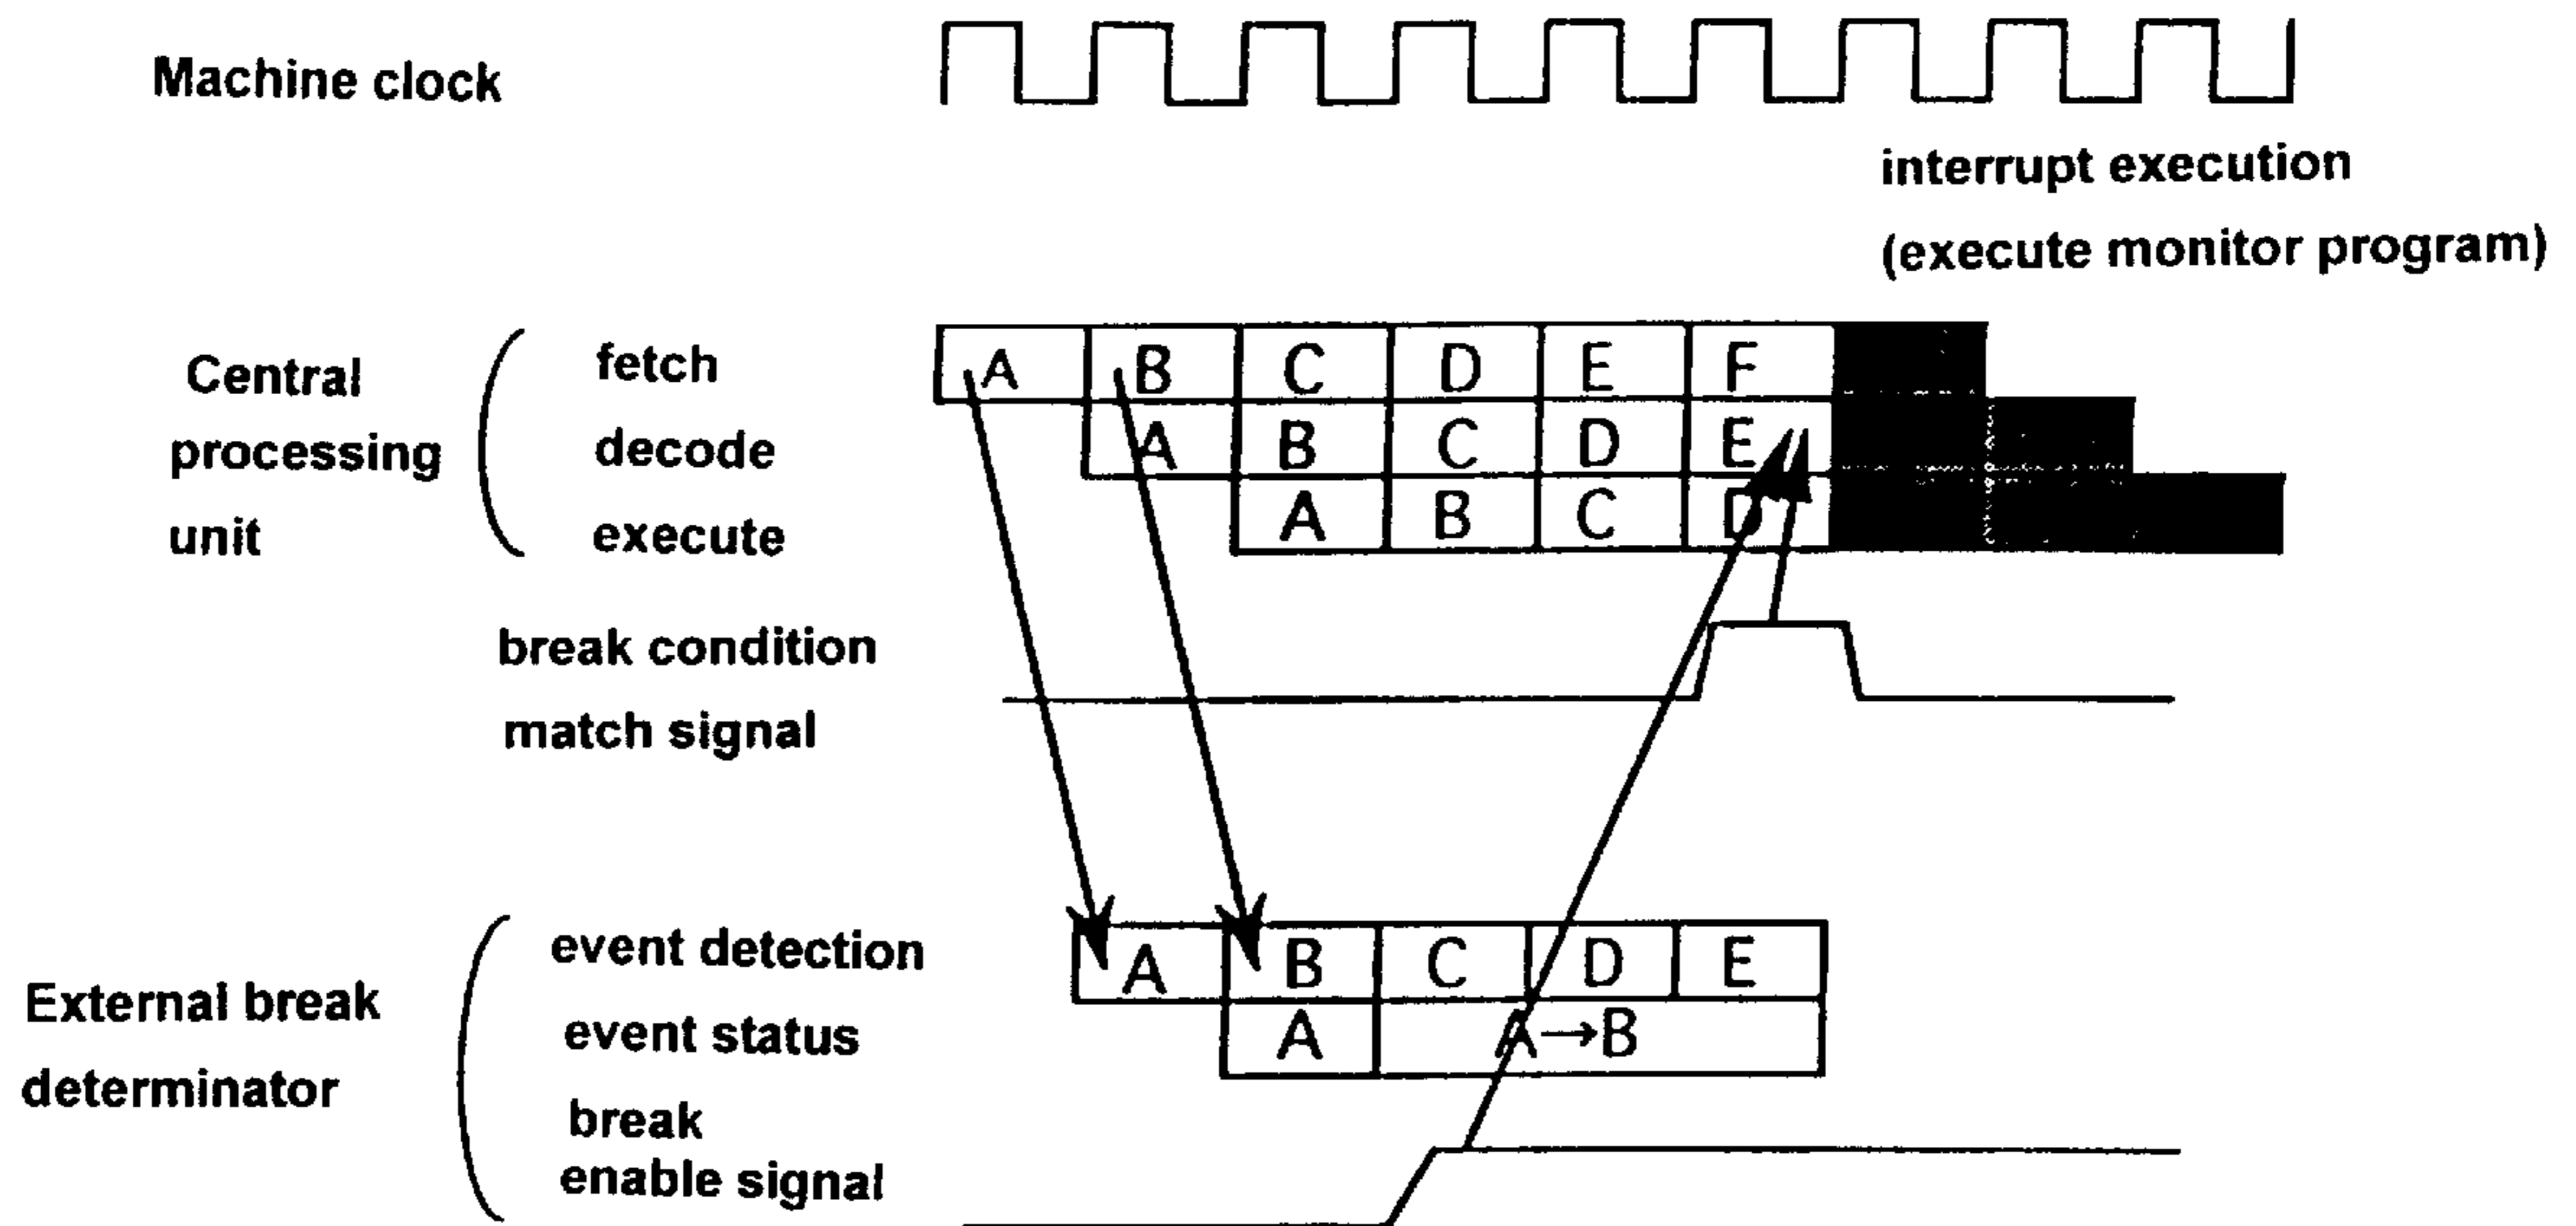 Machine clock
interrupt execution
(execute monitor program)
Central
processing
unit
fetch
decode
execute
A B C D E F
A B C D E
A B C D
break condition
match signal
External break
determinator
event detection
event status
break
enable signal
A B C D E
A A→B